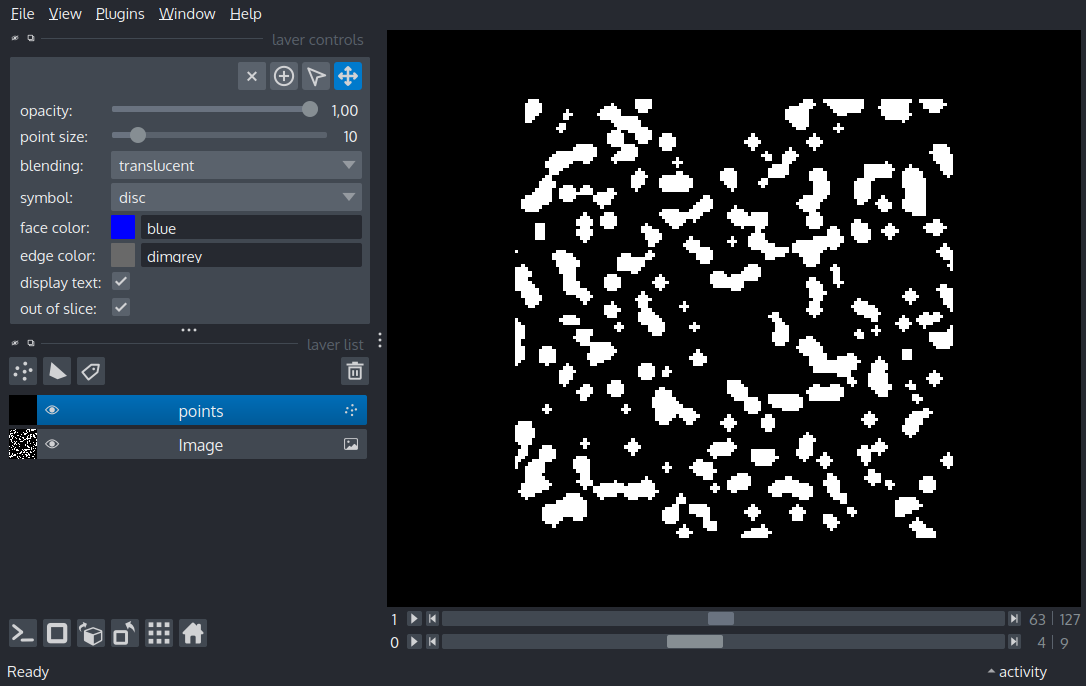 File View Plugins Window Help
layer controls
opacity: 1,00
point size: 10
blending: translucent
symbol: disc
face color: blue
edge color: dimgrey
display text:
out of slice:
layer list
points
Image
1 63 127
0 4 9
Ready activity